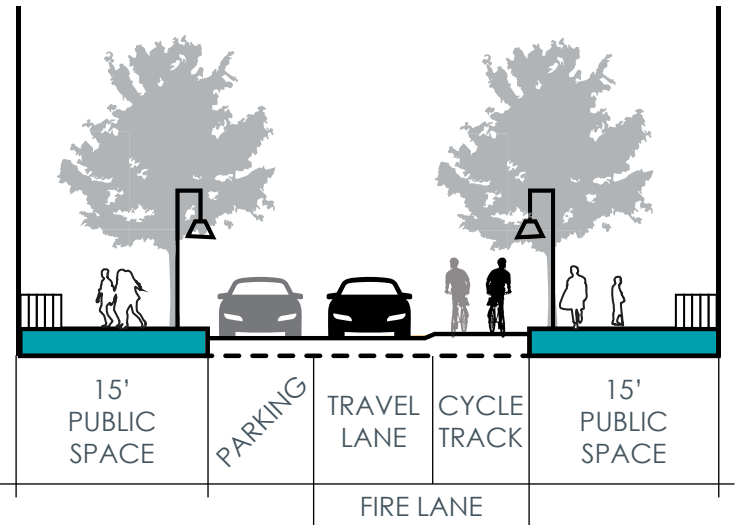 15’
PUBLIC
SPACE
PARKING
TRAVEL
LANE
CYCLE
TRACK
15’
PUBLIC
SPACE
FIRE LANE